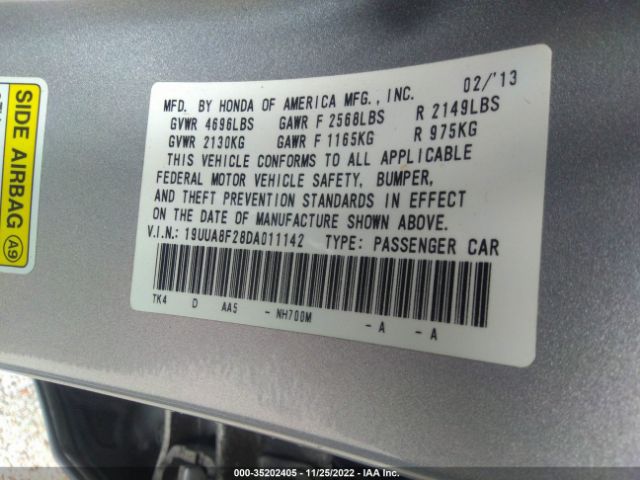 SIDE AIRBAG
A9
MFD. BY HONDA OF AMERICA MFG., INC. 02/'13
GVWR 4696LBS GAWR F 2568LBS R 2149LBS
GVWR 2130KG GAWR F 1165KG R 975KG
THIS VEHICLE CONFORMS TO ALL APPLICABLE
FEDERAL MOTOR VEHICLE SAFETY, BUMPER,
AND THEFT PREVENTION STANDARDS IN EFFECT
ON THE DATE OF MANUFACTURE SHOWN ABOVE.
V.I.N.: 19UUA8F28DA011142 TYPE: PASSENGER CAR
TK4 D AA5 - NH700M - A - A
000-35202405 - 11/25/2022 - IAA Inc.